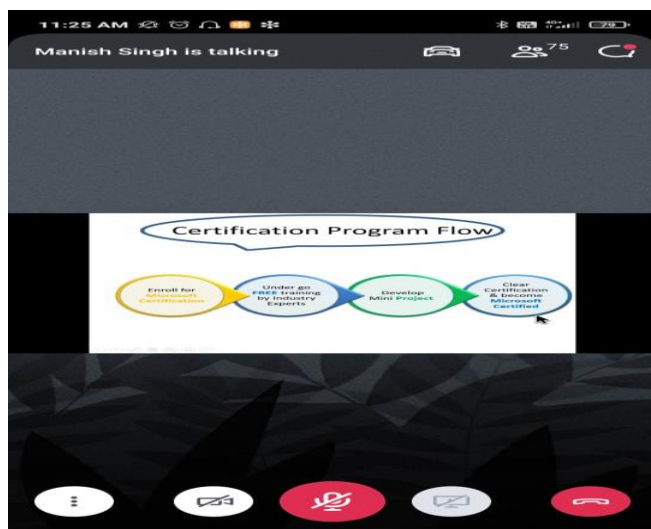 11:25 AM
79
Manish Singh is talking
75
Certification Program Flow
Enroll for
Microsoft
Certification
Under go
FREE training
by Industry
Experts
Develop
Mini Project
Clear
Certification
& become
Microsoft
Certified